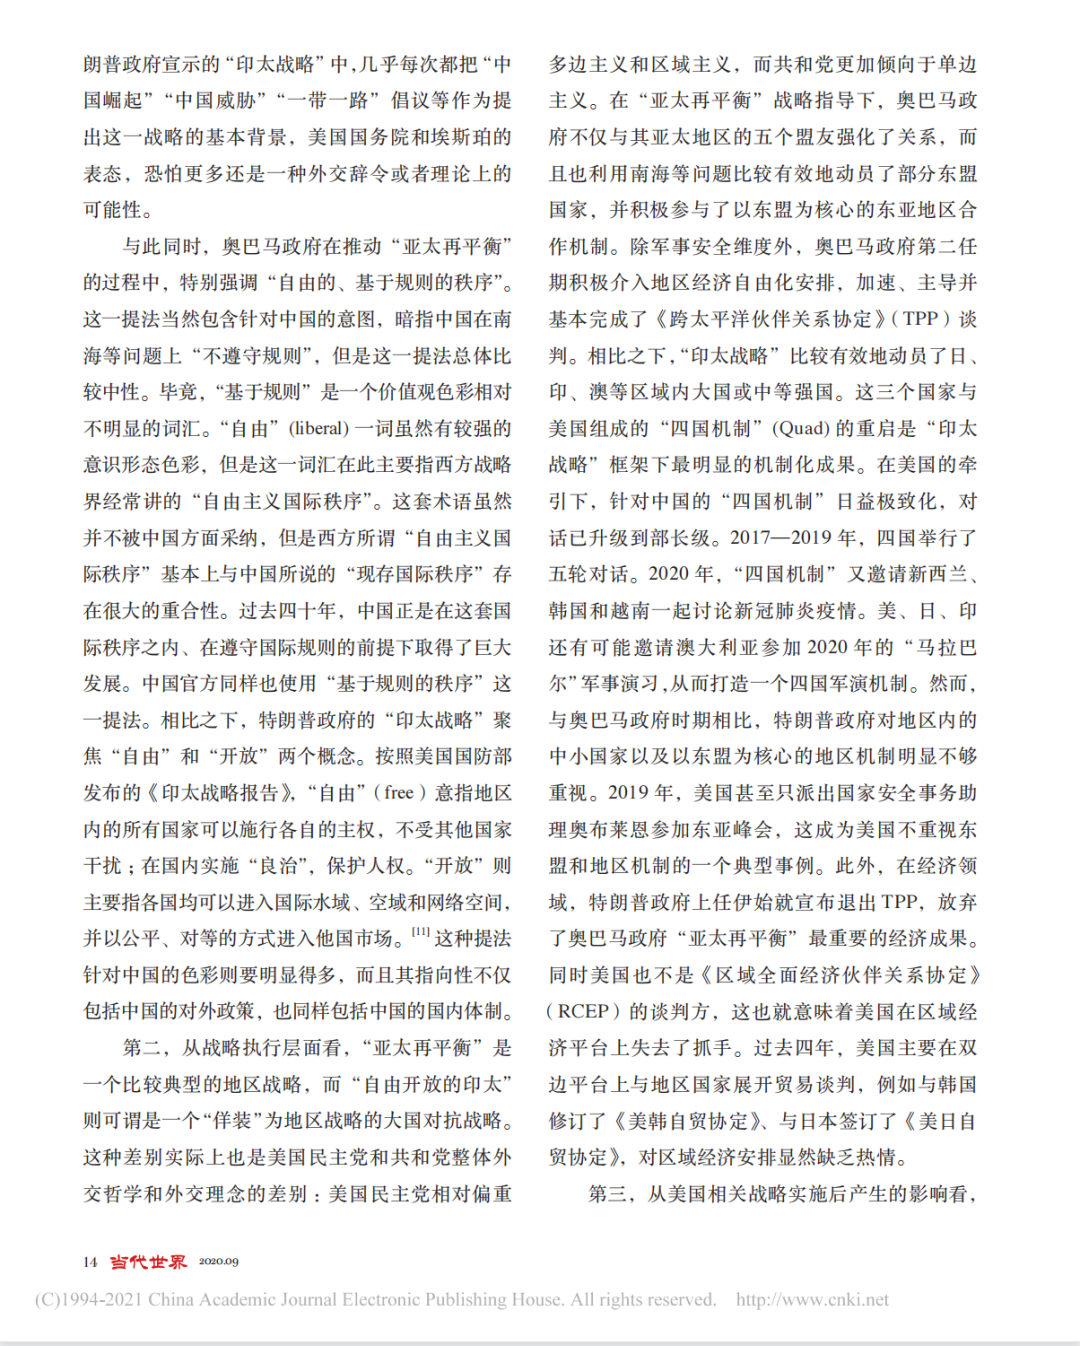 朗普政府宣示的“印太战略”中,几乎每次都把“中
国崛起”“中国威胁”“一带一路”倡议等作为提
出这一战略的基本背景，美国国务院和埃斯珀的
表态，恐怕更多还是一种外交辞令或者理论上的
可能性。
与此同时，奥巴马政府在推动“亚太再平衡”
的过程中，特别强调“自由的、基于规则的秩序”。
这一提法当然包含针对中国的意图，暗指中国在南
海等问题上“不遵守规则”，但是这一提法总体比
较中性。毕竟，“基于规则”是一个价值观色彩相对
不明显的词汇。“自由”(liberal) 一词虽然有较强的
意识形态色彩，但是这一词汇在此主要指西方战略
界经常讲的“自由主义国际秩序”。这套术语虽然
并不被中国方面采纳，但是西方所谓“自由主义国
际秩序”基本上与中国所说的“现存国际秩序”存
在很大的重合性。过去四十年，中国正是在这套国
际秩序之内、在遵守国际规则的前提下取得了巨大
发展。中国官方同样也使用“基于规则的秩序”这
一提法。相比之下，特朗普政府的“印太战略”聚
焦“自由”和“开放”两个概念。按照美国国防部
发布的《印太战略报告》，“自由”（free）意指地区
内的所有国家可以施行各自的主权，不受其他国家
干扰；在国内实施“良治”，保护人权。“开放”则
主要指各国均可以进入国际水域、空域和网络空间，
并以公平、对等的方式进入他国市场。[11] 这种提法
针对中国的色彩则要明显得多，而且其指向性不仅
包括中国的对外政策，也同样包括中国的国内体制。
第二，从战略执行层面看，“亚太再平衡”是
一个比较典型的地区战略，而“自由开放的印太”
则可谓是一个“佯装”为地区战略的大国对抗战略。
这种差别实际上也是美国民主党和共和党整体外
交哲学和外交理念的差别：美国民主党相对偏重
多边主义和区域主义，而共和党更加倾向于单边
主义。在“亚太再平衡”战略指导下，奥巴马政
府不仅与其亚太地区的五个盟友强化了关系，而
且也利用南海等问题比较有效地动员了部分东盟
国家，并积极参与了以东盟为核心的东亚地区合
作机制。除军事安全维度外，奥巴马政府第二任
期积极介入地区经济自由化安排，加速、主导并
基本完成了《跨太平洋伙伴关系协定》（TPP）谈
判。相比之下，“印太战略”比较有效地动员了日、
印、澳等区域内大国或中等强国。这三个国家与
美国组成的“四国机制”(Quad) 的重启是“印太
战略”框架下最明显的机制化成果。在美国的牵
引下，针对中国的“四国机制”日益极致化，对
话已升级到部长级。2017—2019 年，四国举行了
五轮对话。2020 年，“四国机制”又邀请新西兰、
韩国和越南一起讨论新冠肺炎疫情。美、日、印
还有可能邀请澳大利亚参加 2020 年的“马拉巴
尔”军事演习,从而打造一个四国军演机制。然而，
与奥巴马政府时期相比，特朗普政府对地区内的
中小国家以及以东盟为核心的地区机制明显不够
重视。2019 年，美国甚至只派出国家安全事务助
理奥布莱恩参加东亚峰会，这成为美国不重视东
盟和地区机制的一个典型事例。此外，在经济领
域，特朗普政府上任伊始就宣布退出 TPP，放弃
了奥巴马政府“亚太再平衡”最重要的经济成果。
同时美国也不是《区域全面经济伙伴关系协定》
（RCEP）的谈判方，这也就意味着美国在区域经
济平台上失去了抓手。过去四年，美国主要在双
边平台上与地区国家展开贸易谈判，例如与韩国
修订了《美韩自贸协定》、与日本签订了《美日自
贸协定》，对区域经济安排显然缺乏热情。
第三，从美国相关战略实施后产生的影响看，
14 当代世界 2020.09
(C)1994-2021 China Academic Journal Electronic Publishing House. All rights reserved. http://www.cnki.net